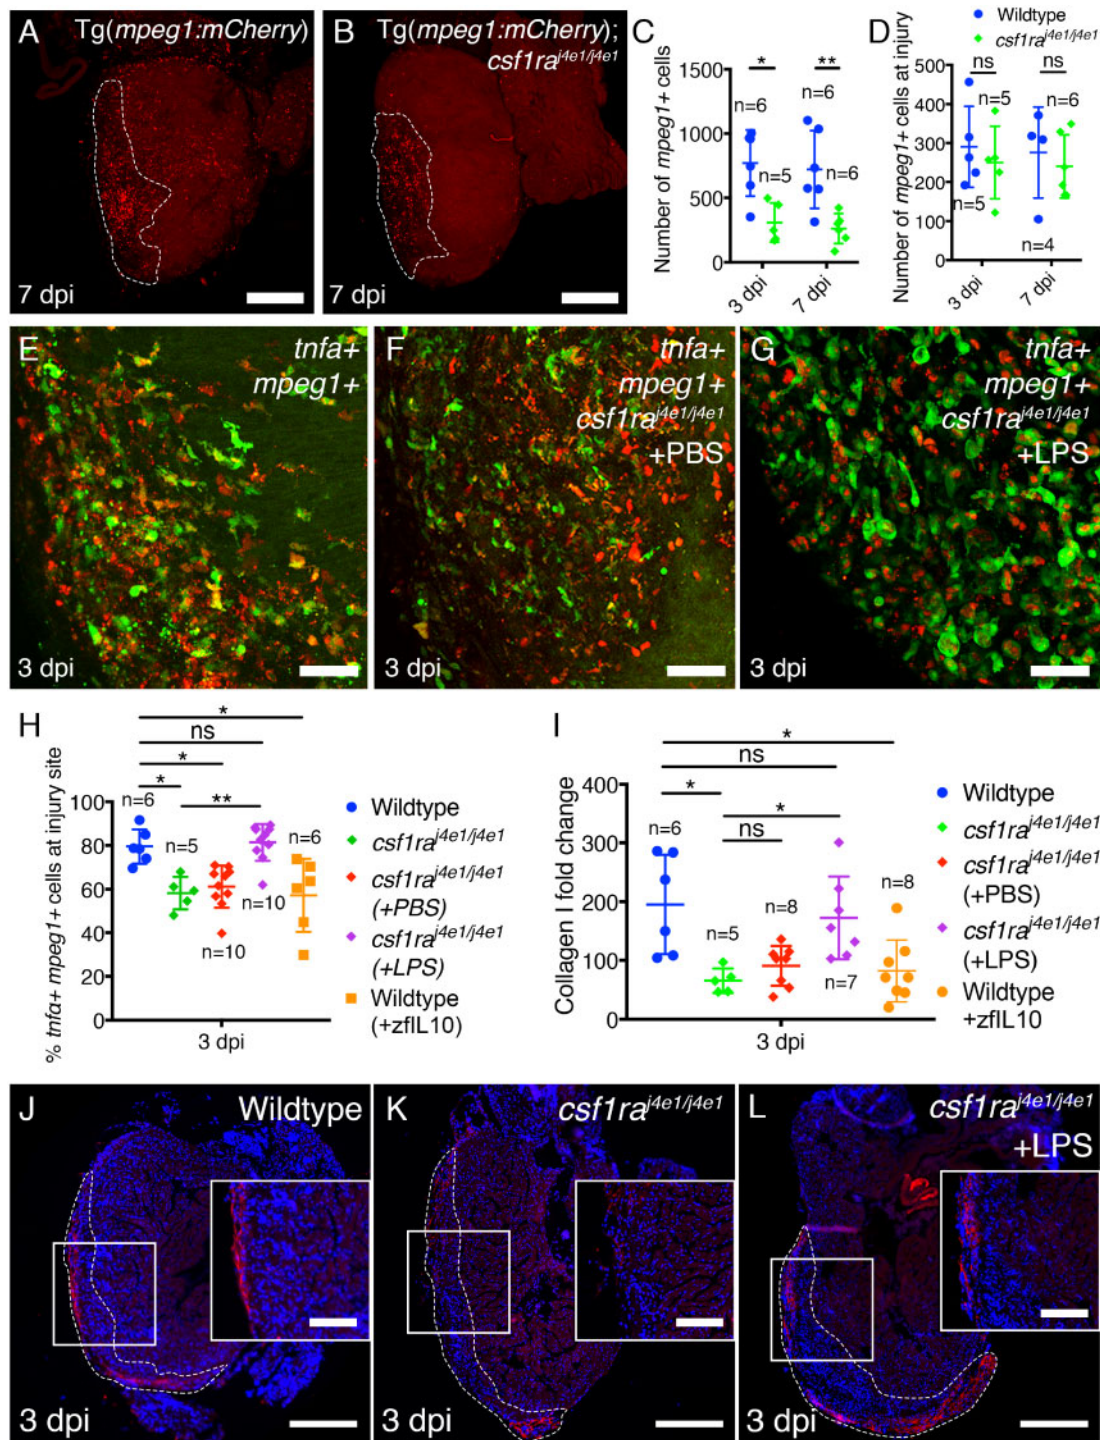 A
Tg(mpeg1:mCherry)
7 dpi
B
Tg(mpeg1:mCherry);
csf1ra^j4e1/j4e1
7 dpi
C
Number of mpeg1+ cells
1500
1000
500
0
*
**
n=6
n=6
n=5
n=6
3 dpi
7 dpi
Wildtype
csf1ra^j4e1/j4e1
D
Number of mpeg1+ cells at injury
500
400
300
200
100
0
ns
ns
n=5
n=6
n=5
n=4
3 dpi
7 dpi
E
tnfa+
mpeg1+
3 dpi
F
tnfa+
mpeg1+
csf1ra^j4e1/j4e1
+PBS
3 dpi
G
tnfa+
mpeg1+
csf1ra^j4e1/j4e1
+LPS
3 dpi
H
% tnfa+ mpeg1+ cells at injury site
100
80
60
40
20
0
*
ns
*
*
**
n=6
n=5
n=10
n=10
n=6
3 dpi
Wildtype
csf1ra^j4e1/j4e1
csf1ra^j4e1/j4e1
(+PBS)
csf1ra^j4e1/j4e1
(+LPS)
Wildtype
(+zfIL10)
I
Collagen I fold change
400
300
200
100
0
*
ns
*
*
ns
n=6
n=5
n=8
n=7
n=8
3 dpi
Wildtype
csf1ra^j4e1/j4e1
csf1ra^j4e1/j4e1
(+PBS)
csf1ra^j4e1/j4e1
(+LPS)
Wildtype
+zfIL10
J
Wildtype
3 dpi
K
csf1ra^j4e1/j4e1
3 dpi
L
csf1ra^j4e1/j4e1
+LPS
3 dpi